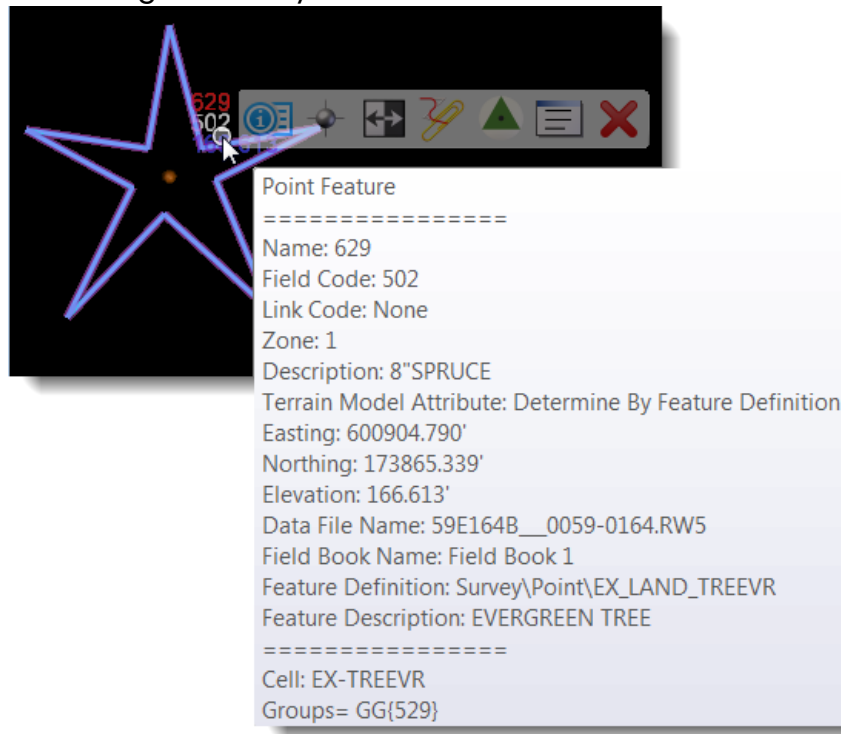 629
502
Point Feature
================
Name: 629
Field Code: 502
Link Code: None
Zone: 1
Description: 8"SPRUCE
Terrain Model Attribute: Determine By Feature Definition
Easting: 600904.790'
Northing: 173865.339'
Elevation: 166.613'
Data File Name: 59E164B__0059-0164.RW5
Field Book Name: Field Book 1
Feature Definition: Survey\Point\EX_LAND_TREEVR
Feature Description: EVERGREEN TREE
================
Cell: EX-TREEVR
Groups= GG{529}